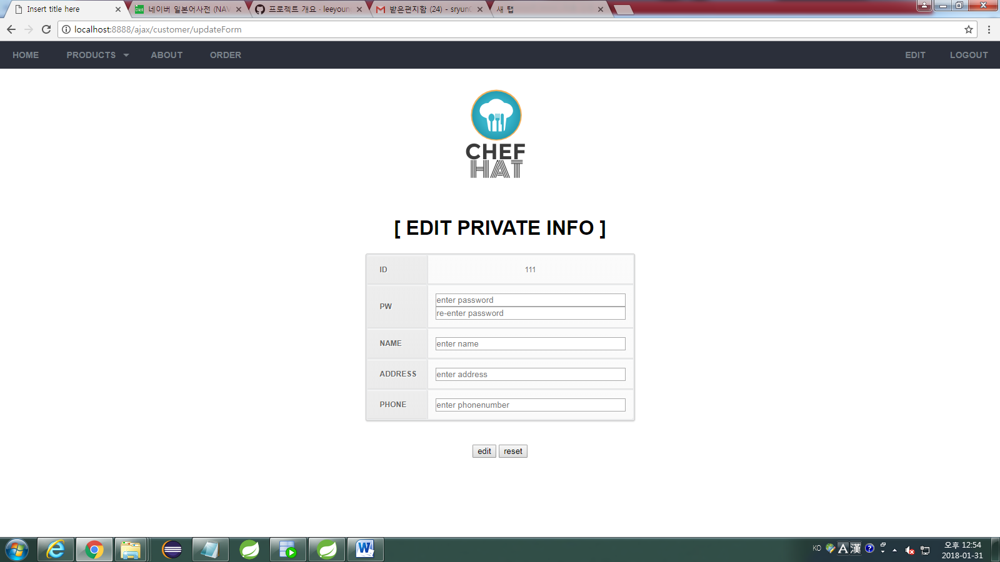 Insert title here
네이버 일본어사전 (NAV
프로젝트 개요 · leeyoun
받은편지함 (24) - sryun
새 탭
localhost:8888/ajax/customer/updateForm
HOME PRODUCTS ABOUT ORDER EDIT LOGOUT
CHEF
HAT
[ EDIT PRIVATE INFO ]
ID 111
PW enter password
re-enter password
NAME enter name
ADDRESS enter address
PHONE enter phonenumber
edit reset
KO A 漢 ?
오후 12:54
2018-01-31